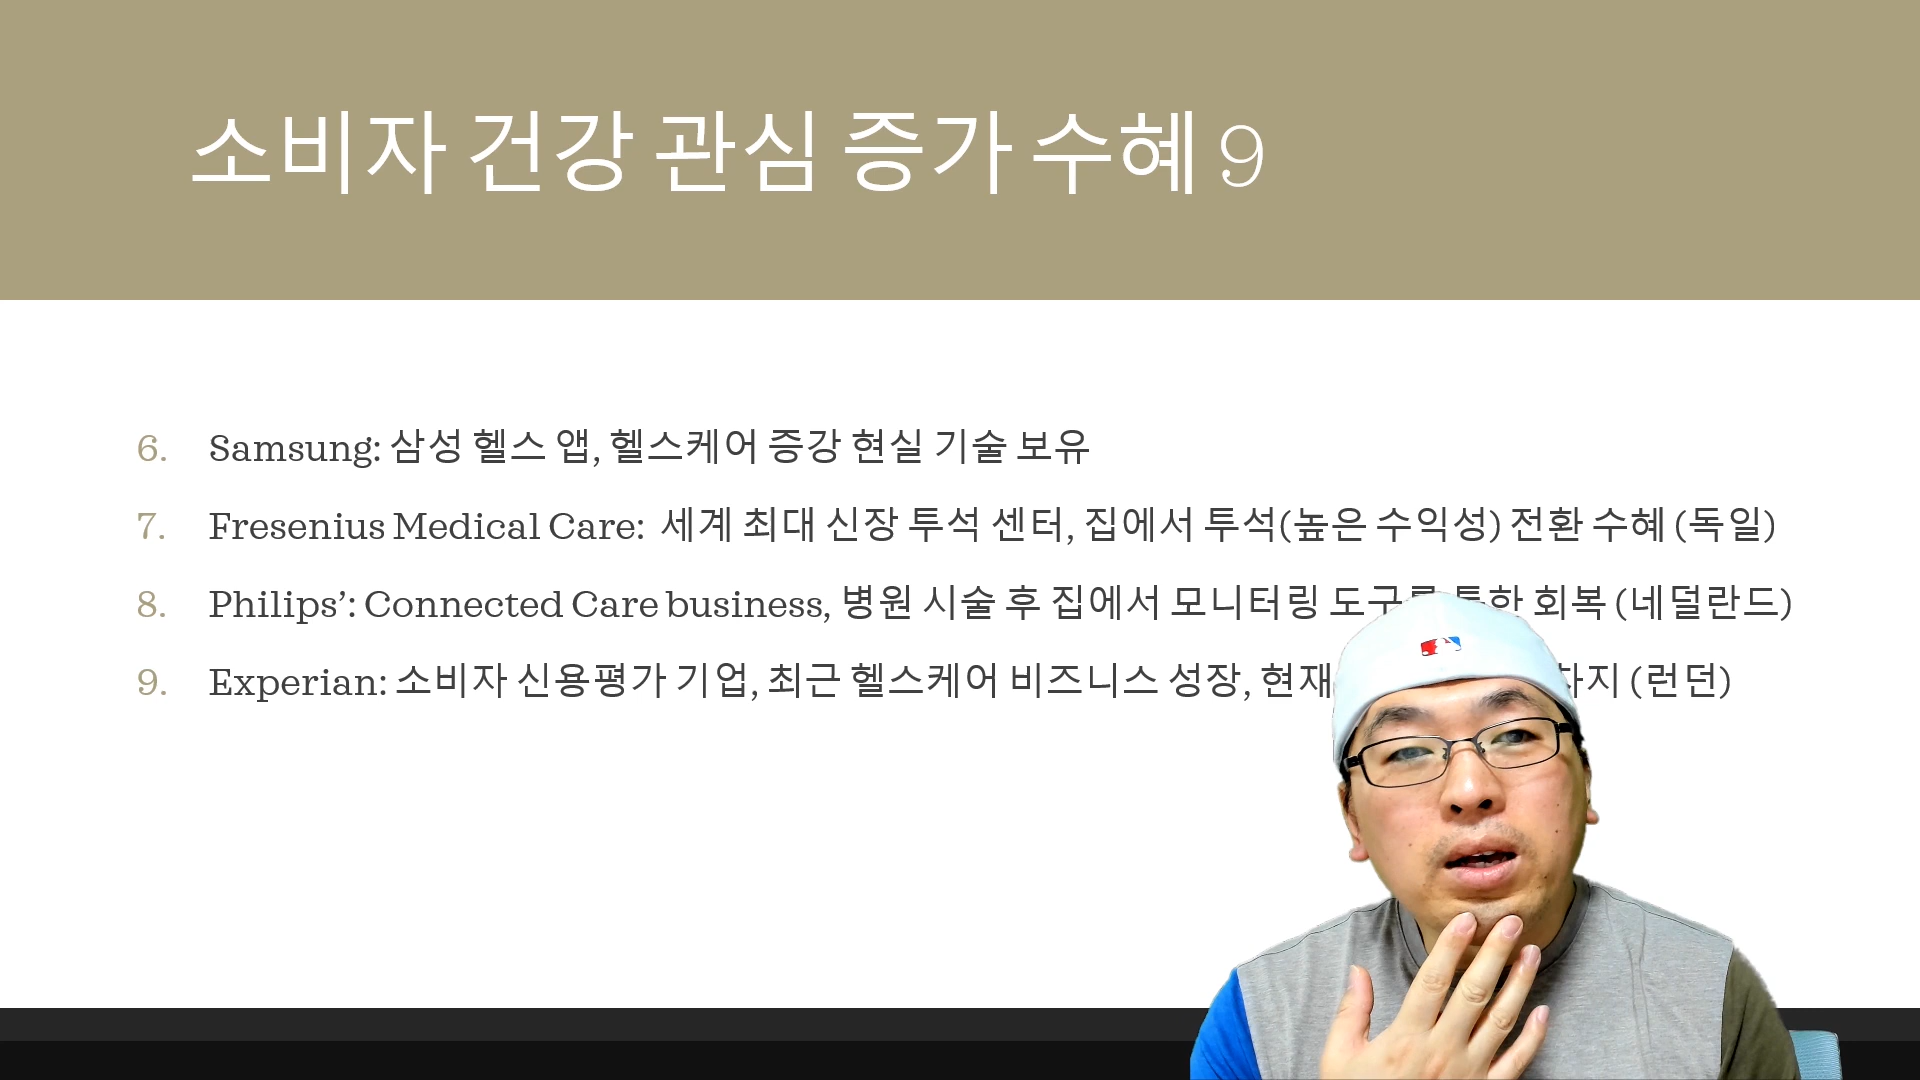 소비자 건강 관심 증가 수혜 9
6. Samsung: 삼성 헬스 앱, 헬스케어 증강 현실 기술 보유
7. Fresenius Medical Care: 세계 최대 신장 투석 센터, 집에서 투석(높은 수익성) 전환 수혜 (독일)
8. Philips’: Connected Care business, 병원 시술 후 집에서 모니터링 도구를 통한 회복 (네덜란드)
9. Experian: 소비자 신용평가 기업, 최근 헬스케어 비즈니스 성장, 현재 (런던)